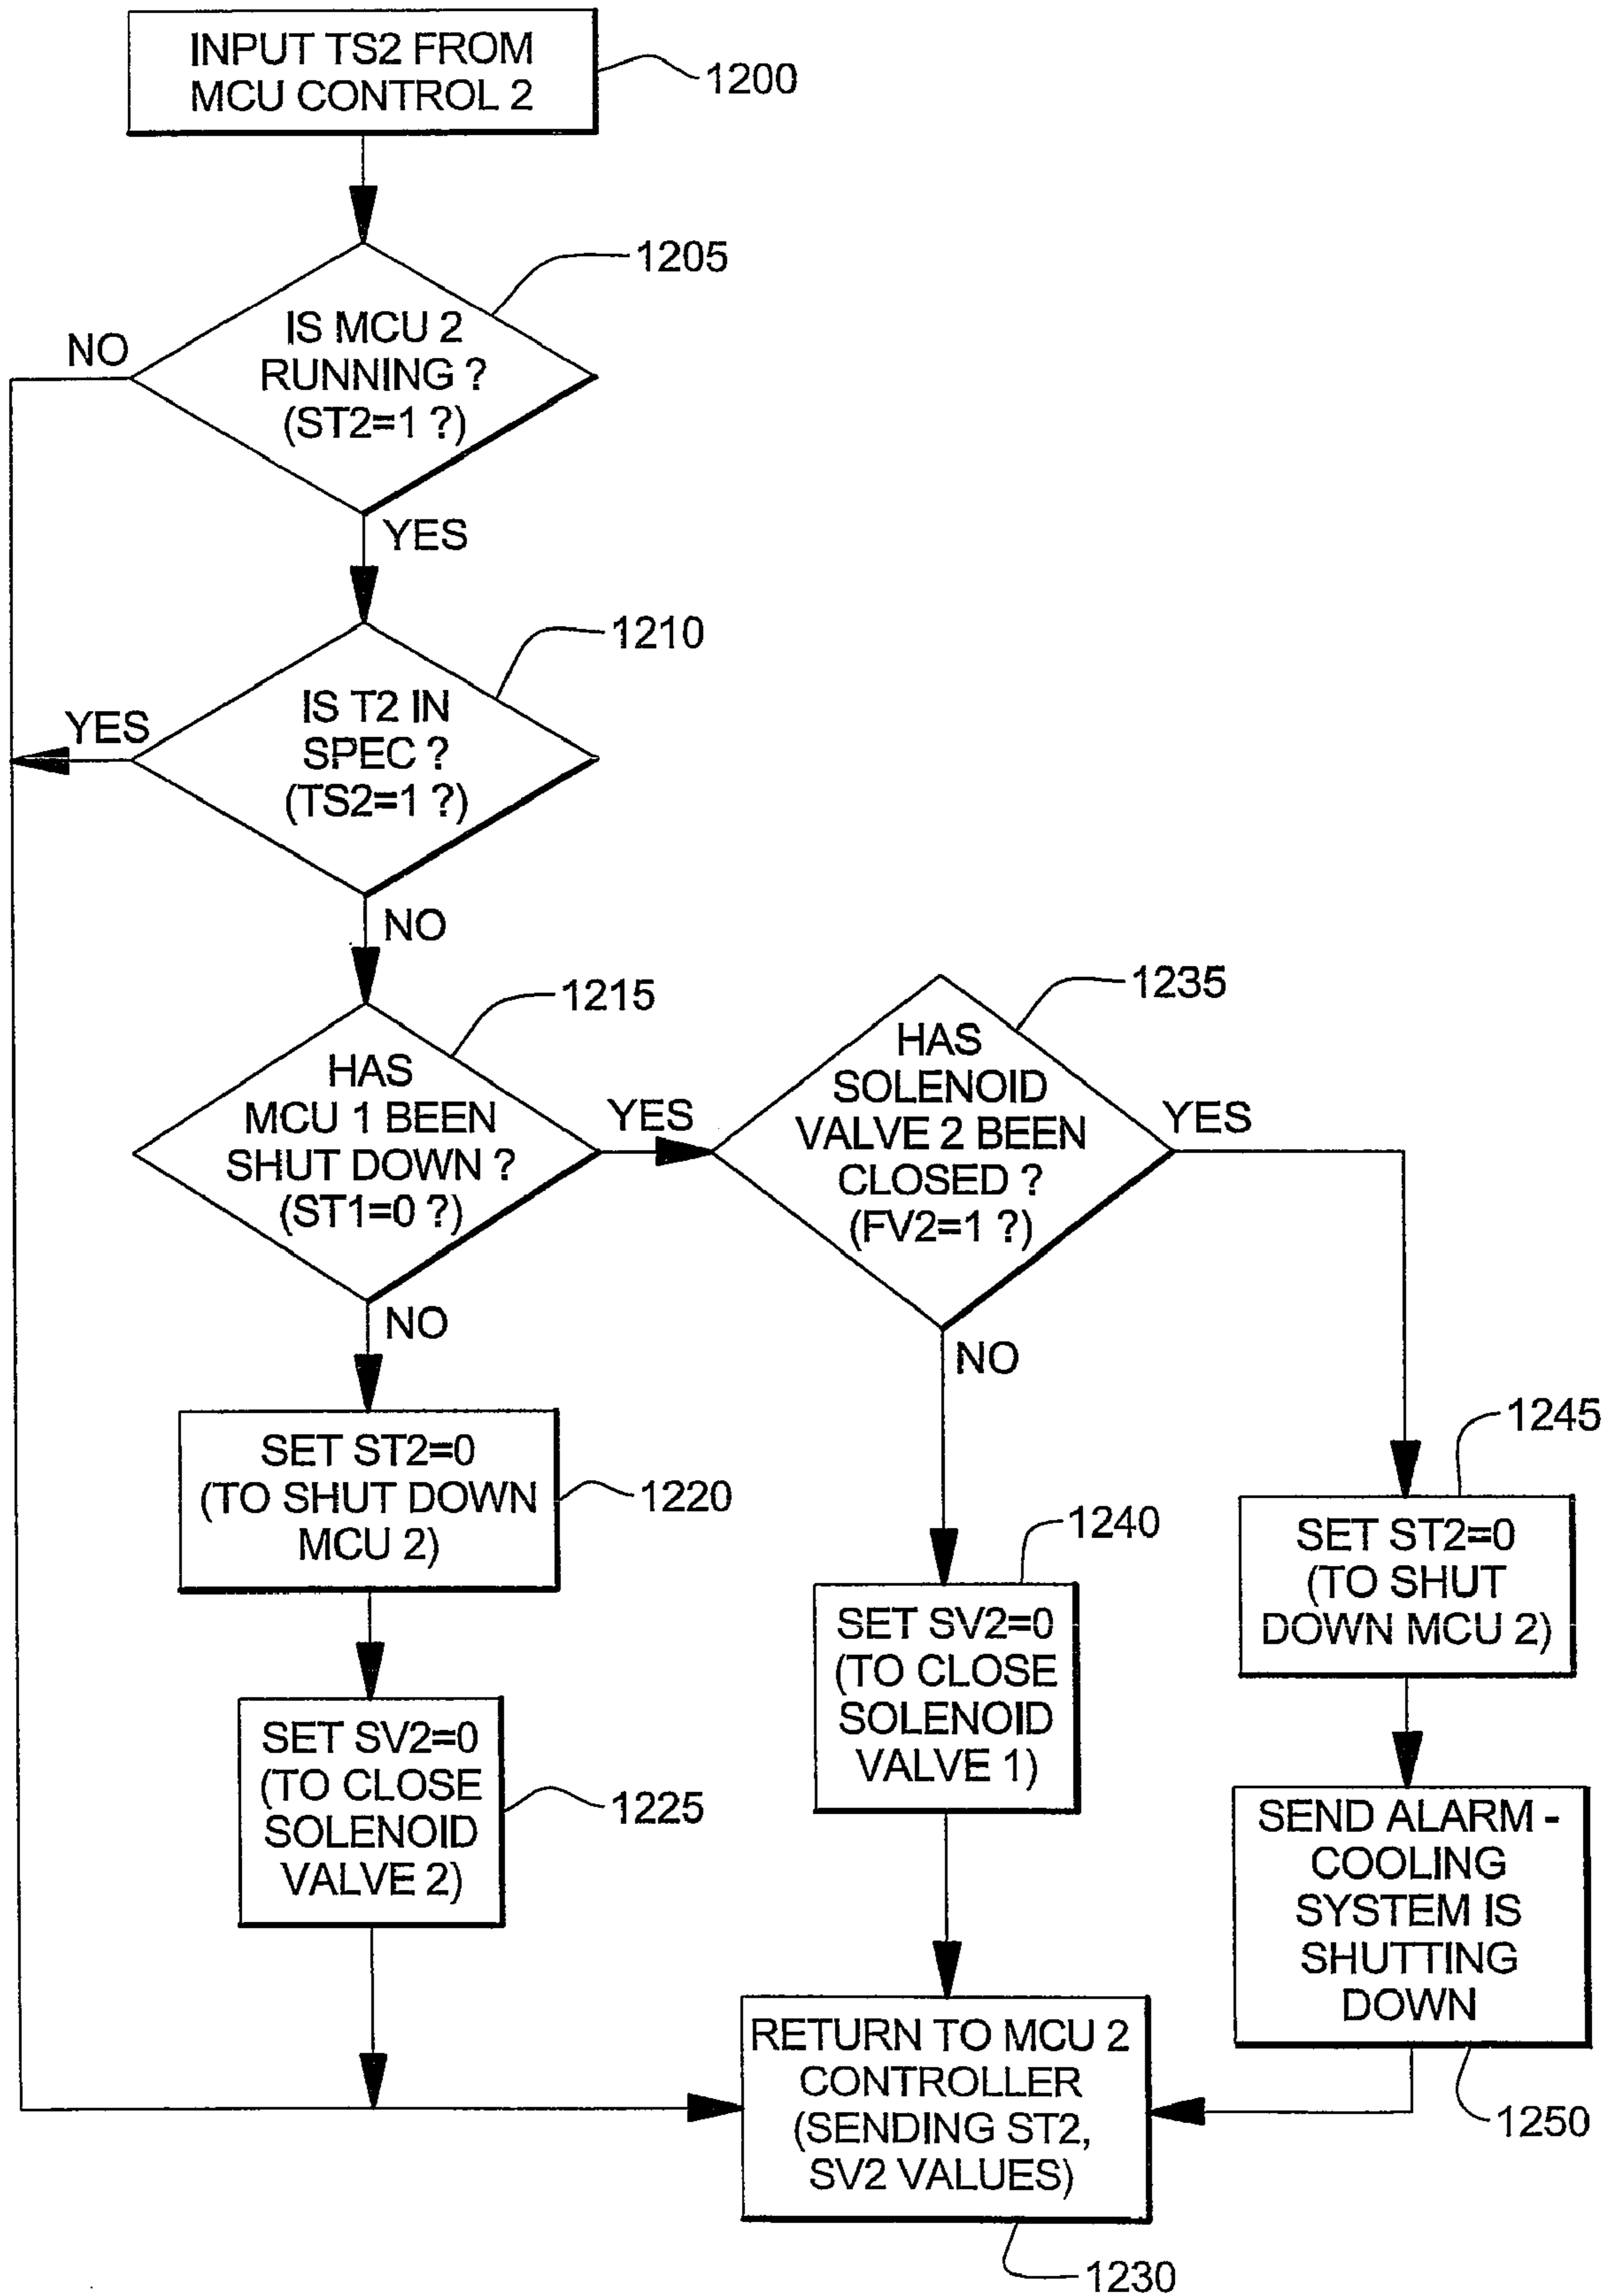 INPUT TS2 FROM
MCU CONTROL 2
1200
IS MCU 2
RUNNING ?
(ST2=1 ?)
1205
NO
YES
IS T2 IN
SPEC ?
(TS2=1 ?)
1210
YES
NO
HAS
MCU 1 BEEN
SHUT DOWN ?
(ST1=0 ?)
1215
YES
NO
HAS
SOLENOID
VALVE 2 BEEN
CLOSED ?
(FV2=1 ?)
1235
YES
NO
SET ST2=0
(TO SHUT DOWN
MCU 2)
1220
SET SV2=0
(TO CLOSE
SOLENOID
VALVE 2)
1225
SET SV2=0
(TO CLOSE
SOLENOID
VALVE 1)
1240
SET ST2=0
(TO SHUT
DOWN MCU 2)
1245
SEND ALARM -
COOLING
SYSTEM IS
SHUTTING
DOWN
1250
RETURN TO MCU 2
CONTROLLER
(SENDING ST2,
SV2 VALUES)
1230